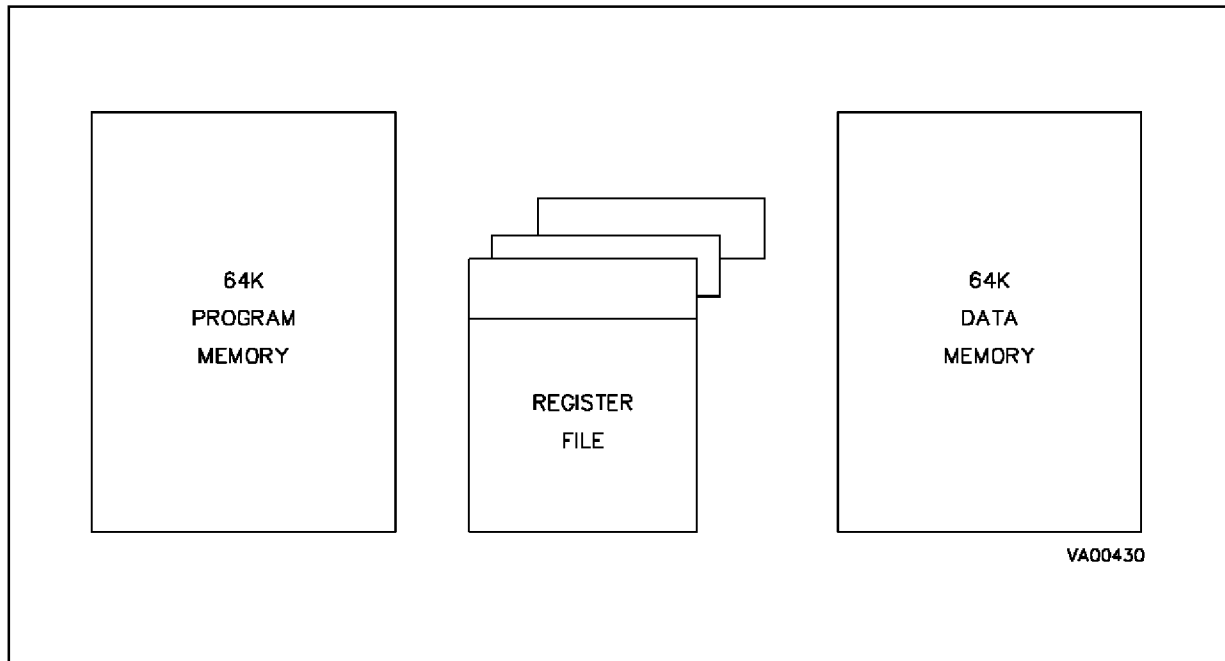 64K
PROGRAM
MEMORY
REGISTER
FILE
64K
DATA
MEMORY
VA00430